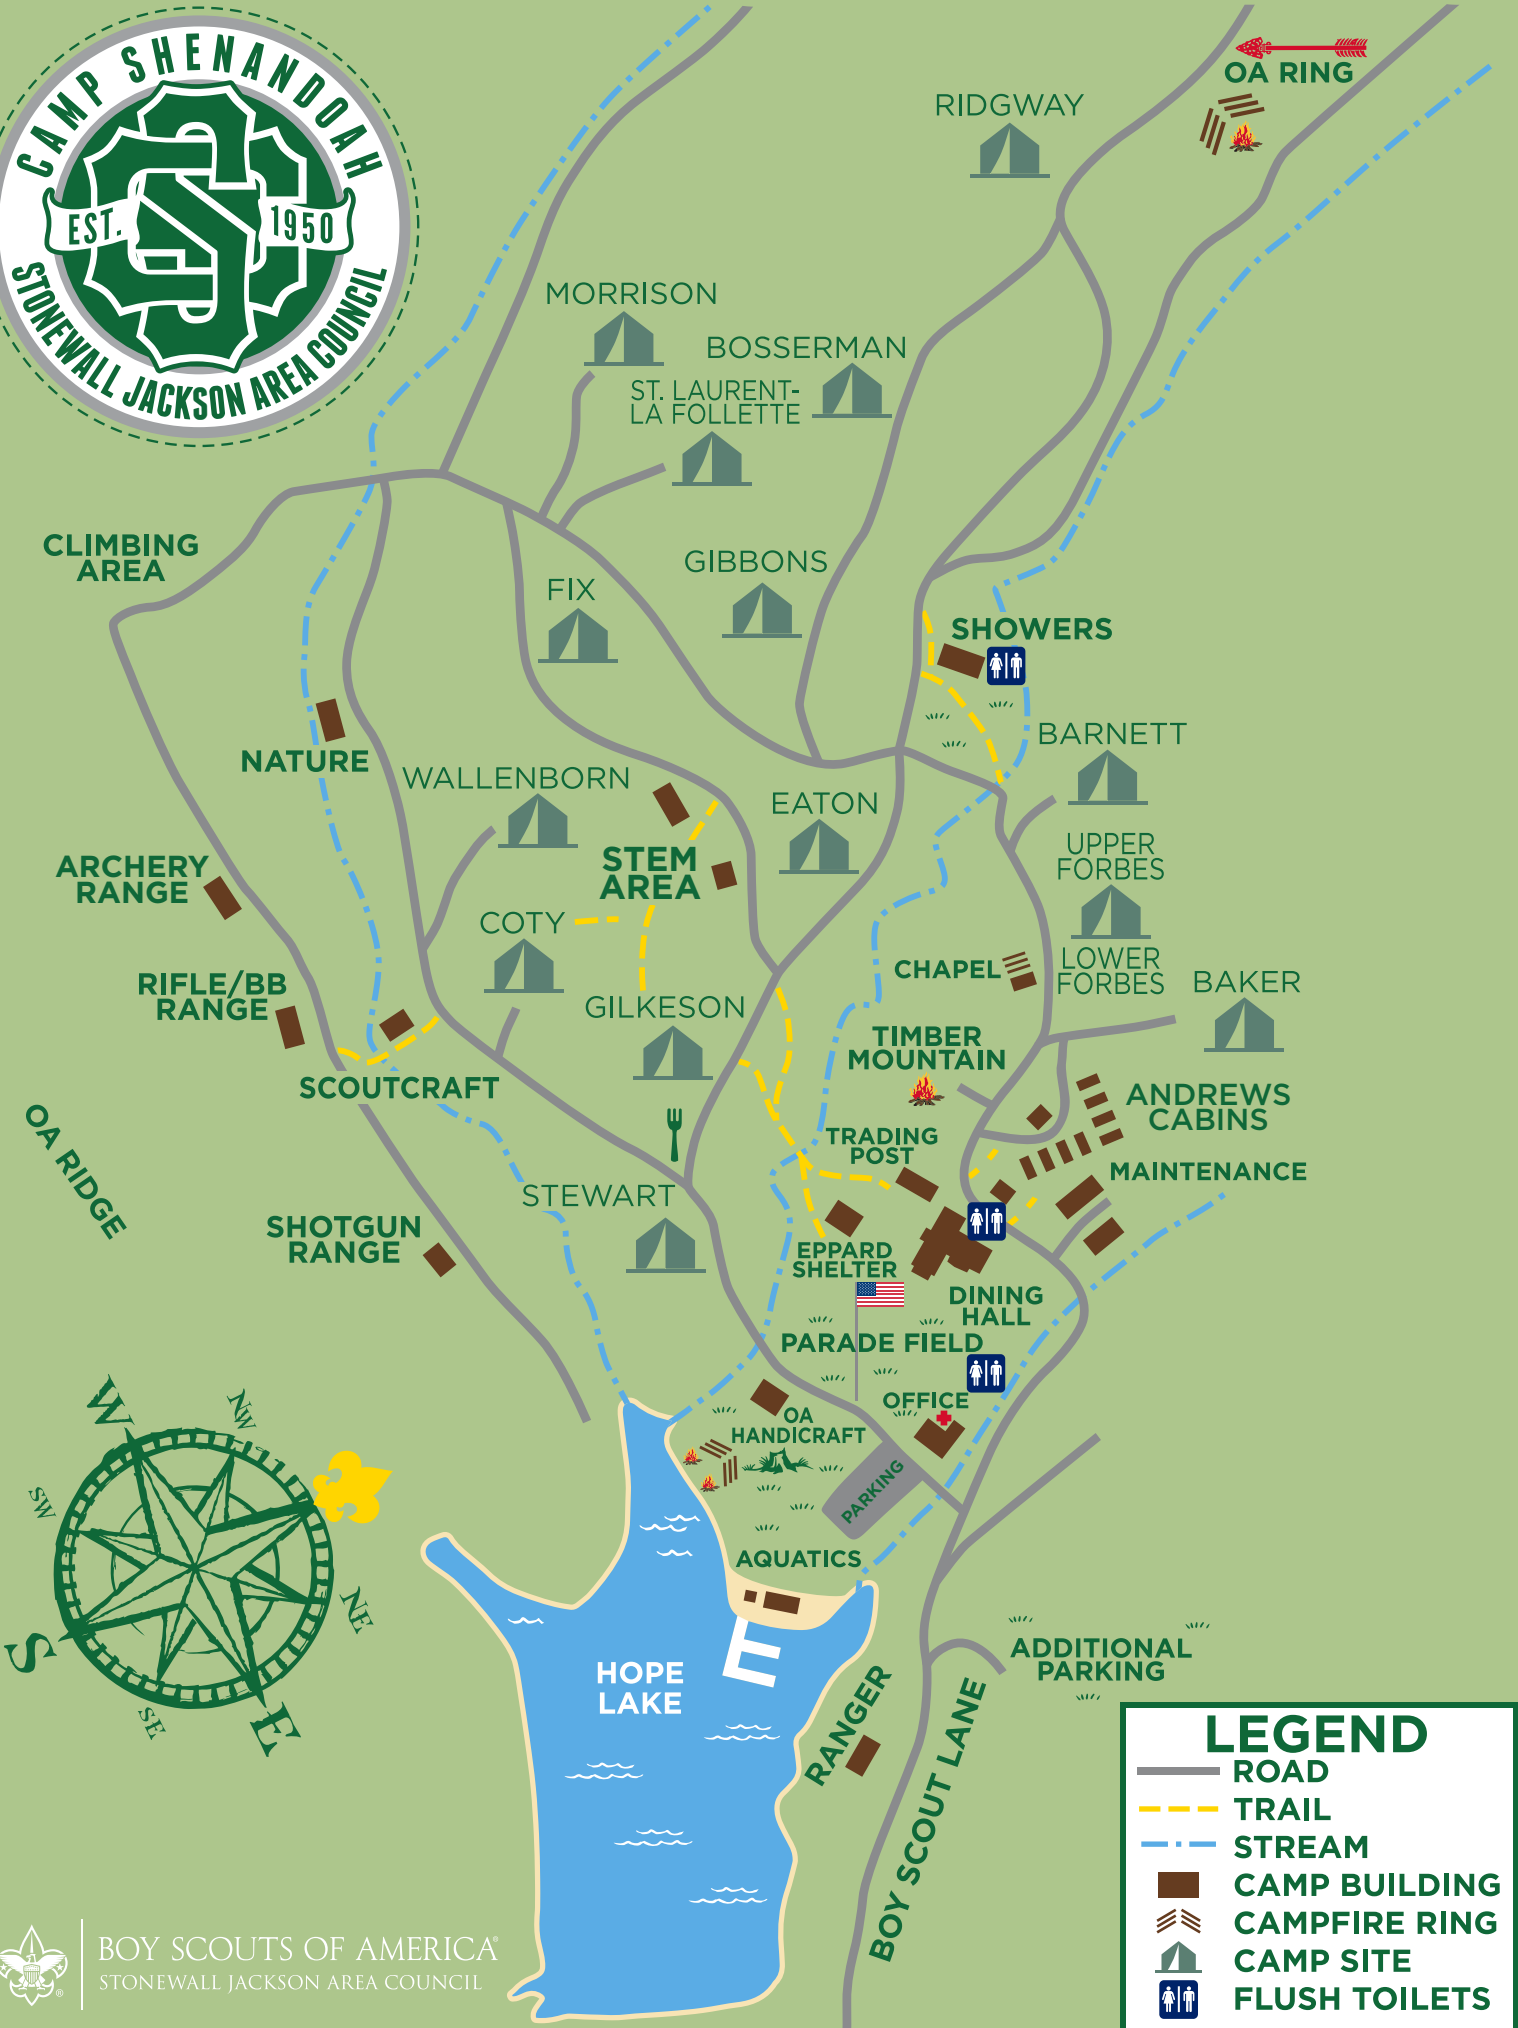 CAMP SHENANDOAH
EST. 1950
STONEWALL JACKSON AREA COUNCIL
OA RING
RIDGWAY
MORRISON
BOSSERMAN
ST. LAURENT-
LA FOLLETTE
CLIMBING
AREA
GIBBONS
FIX
SHOWERS
BARNETT
NATURE
WALLENBORN
EATON
UPPER
FORBES
STEM
AREA
ARCHERY
RANGE
COTY
CHAPEL
LOWER
FORBES
BAKER
RIFLE/BB
RANGE
GILKESON
TIMBER
MOUNTAIN
SCOUTCRAFT
ANDREWS
CABINS
OA RIDGE
TRADING
POST
MAINTENANCE
STEWART
SHOTGUN
RANGE
EPPARD
SHELTER
DINING
HALL
PARADE FIELD
OFFICE
OA
HANDICRAFT
PARKING
W
NW
SW
NE
S
SE
E
AQUATICS
HOPE
LAKE
RANGER
BOY SCOUT LANE
ADDITIONAL
PARKING
LEGEND
ROAD
TRAIL
STREAM
CAMP BUILDING
CAMPFIRE RING
CAMP SITE
FLUSH TOILETS
BOY SCOUTS OF AMERICA®
STONEWALL JACKSON AREA COUNCIL